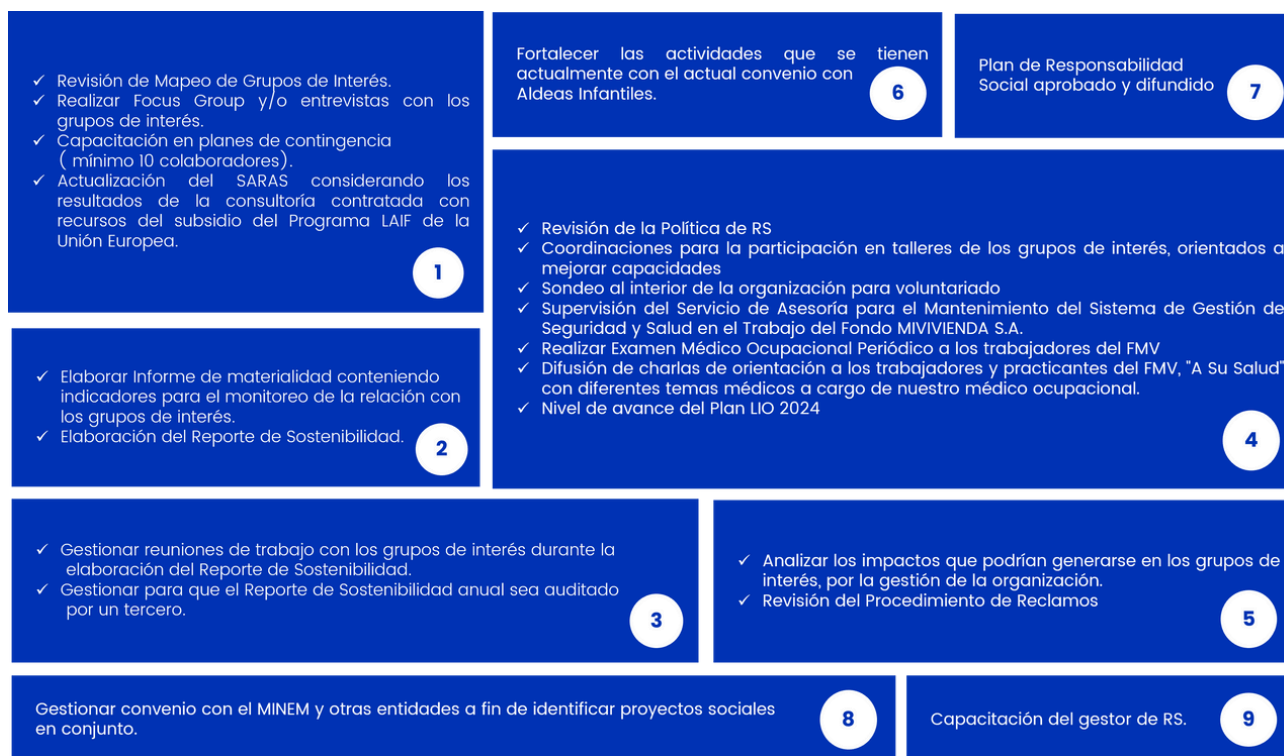 ✓ Revisión de Mapeo de Grupos de Interés.
✓ Realizar Focus Group y/o entrevistas con los
grupos de interés.
✓ Capacitación en planes de contingencia
( mínimo 10 colaboradores).
✓ Actualización del SARAS considerando los
resultados de la consultoría contratada con
recursos del subsidio del Programa LAIF de la
Unión Europea.
1
✓ Elaborar Informe de materialidad conteniendo
indicadores para el monitoreo de la relación con
los grupos de interés.
✓ Elaboración del Reporte de Sostenibilidad.
2
✓ Gestionar reuniones de trabajo con los grupos de interés durante la
elaboración del Reporte de Sostenibilidad.
✓ Gestionar para que el Reporte de Sostenibilidad anual sea auditado
por un tercero.
3
✓ Revisión de la Política de RS
✓ Coordinaciones para la participación en talleres de los grupos de interés, orientados a
mejorar capacidades
✓ Sondeo al interior de la organización para voluntariado
✓ Supervisión del Servicio de Asesoría para el Mantenimiento del Sistema de Gestión de
Seguridad y Salud en el Trabajo del Fondo MIVIVIENDA S.A.
✓ Realizar Examen Médico Ocupacional Periódico a los trabajadores del FMV
✓ Difusión de charlas de orientación a los trabajadores y practicantes del FMV, "A Su Salud"
con diferentes temas médicos a cargo de nuestro médico ocupacional.
✓ Nivel de avance del Plan LIO 2024
4
✓ Analizar los impactos que podrían generarse en los grupos de
interés, por la gestión de la organización.
✓ Revisión del Procedimiento de Reclamos
5
Fortalecer las actividades que se tienen
actualmente con el actual convenio con
Aldeas Infantiles.
6
Plan de Responsabilidad
Social aprobado y difundido
7
Gestionar convenio con el MINEM y otras entidades a fin de identificar proyectos sociales
en conjunto.
8
Capacitación del gestor de RS.
9